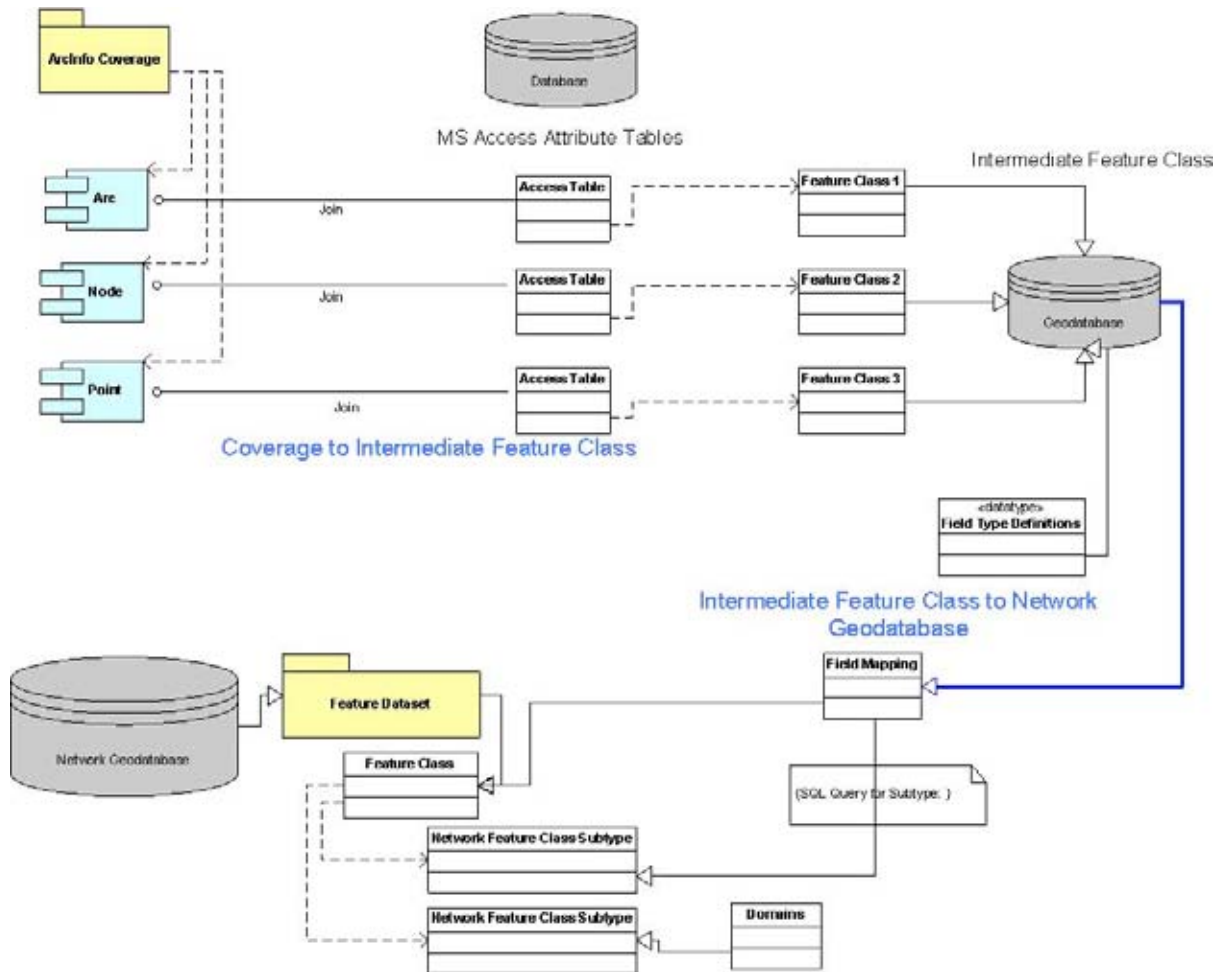 ArcInfo Coverage
Database
MS Access Attribute Tables
Intermediate Feature Class
Arc
Join
Access Table
Feature Class 1
Node
Join
Access Table
Feature Class 2
Geodatabase
Point
Join
Access Table
Feature Class 3
Coverage to Intermediate Feature Class
«datatype»
Field Type Definitions
Intermediate Feature Class to Network
Geodatabase
Field Mapping
Feature Dataset
Network Geodatabase
Feature Class
{SQL Query for Subtype: }
Network Feature Class Subtype
Network Feature Class Subtype
Domains